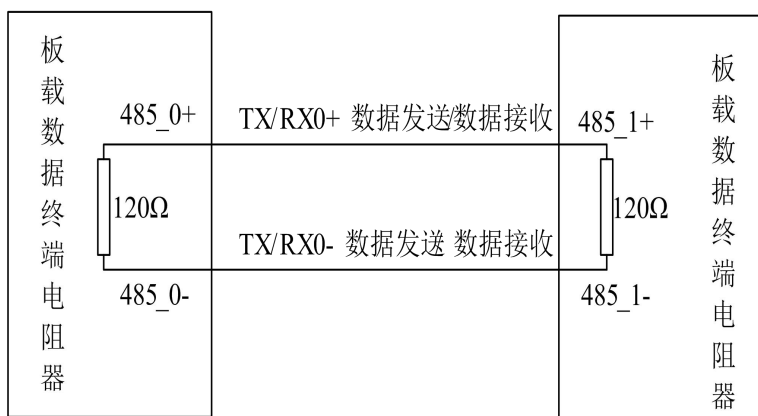 板载数据终端电阻器
485_0+
TX/RX0+ 数据发送/数据接收
485_1+
120Ω
120Ω
TX/RX0- 数据发送 数据接收
485_0-
485_1-
板载数据终端电阻器